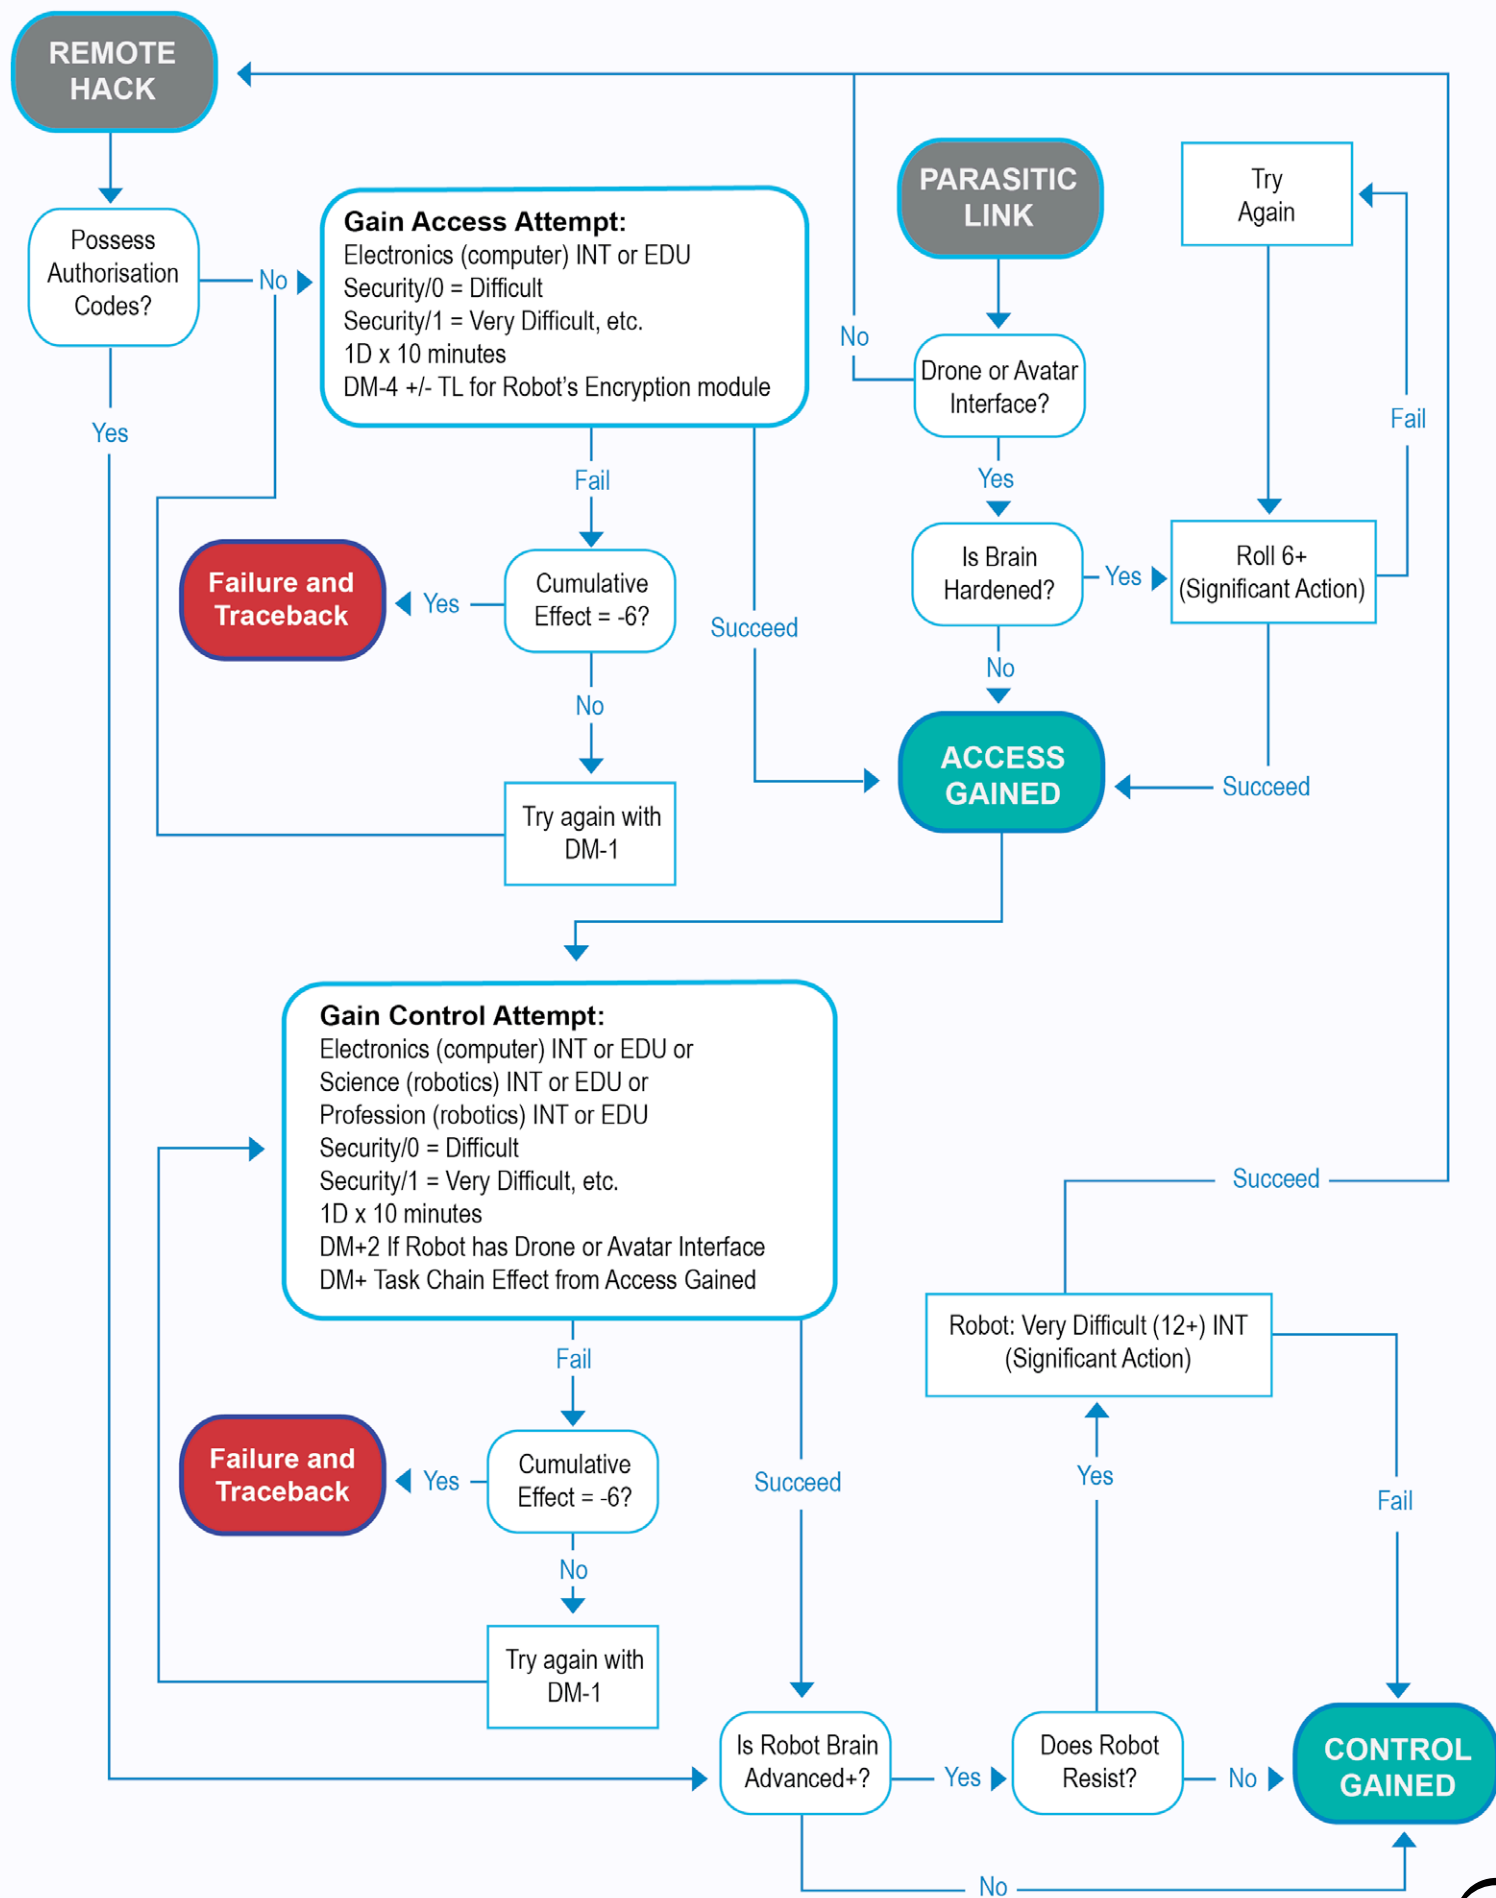 REMOTE
HACK
Possess
Authorisation
Codes?
No
Yes
Gain Access Attempt:
Electronics (computer) INT or EDU
Security/0 = Difficult
Security/1 = Very Difficult, etc.
1D x 10 minutes
DM-4 +/- TL for Robot's Encryption module
Fail
Succeed
Cumulative
Effect = -6?
Yes
Failure and
Traceback
No
Try again with
DM-1
PARASITIC
LINK
No
Drone or Avatar
Interface?
Yes
Is Brain
Hardened?
Yes
No
Try
Again
Fail
Roll 6+
(Significant Action)
Succeed
ACCESS
GAINED
Gain Control Attempt:
Electronics (computer) INT or EDU or
Science (robotics) INT or EDU or
Profession (robotics) INT or EDU
Security/0 = Difficult
Security/1 = Very Difficult, etc.
1D x 10 minutes
DM+2 If Robot has Drone or Avatar Interface
DM+ Task Chain Effect from Access Gained
Fail
Succeed
Cumulative
Effect = -6?
Yes
Failure and
Traceback
No
Try again with
DM-1
Is Robot Brain
Advanced+?
Yes
No
Does Robot
Resist?
Yes
No
Robot: Very Difficult (12+) INT
(Significant Action)
Succeed
Fail
CONTROL
GAINED